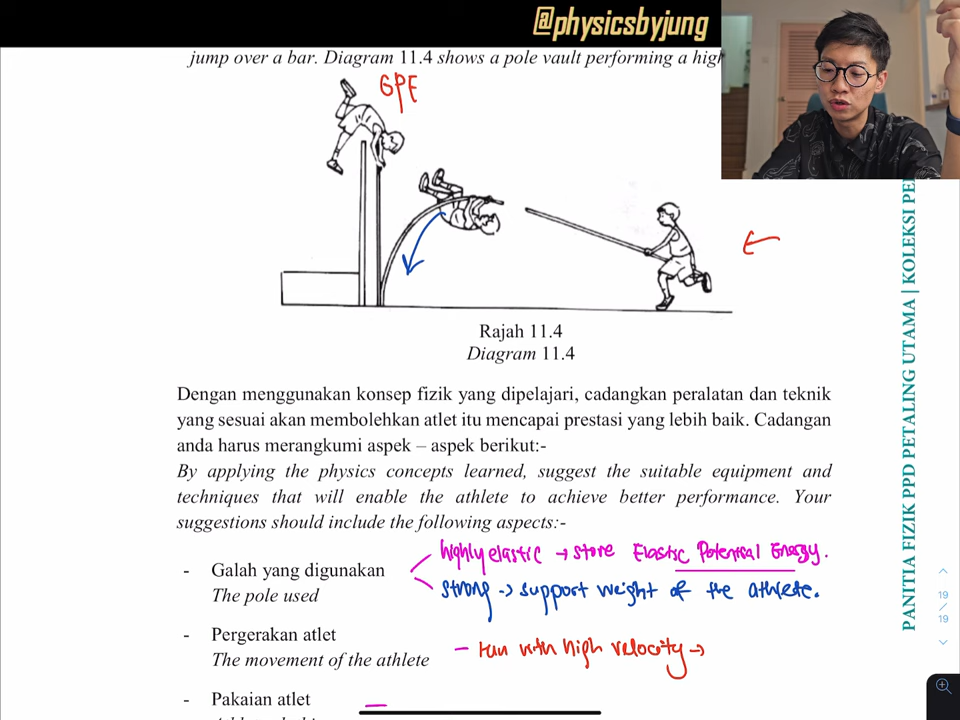 @physicsbyjung
jump over a bar. Diagram 11.4 shows a pole vault performing a high
GPE
Rajah 11.4
Diagram 11.4
Dengan menggunakan konsep fizik yang dipelajari, cadangkan peralatan dan teknik
yang sesuai akan membolehkan atlet itu mencapai prestasi yang lebih baik. Cadangan
anda harus merangkumi aspek – aspek berikut:-
By applying the physics concepts learned, suggest the suitable equipment and
techniques that will enable the athlete to achieve better performance. Your
suggestions should include the following aspects:-
highly elastic → store Elastic Potential Energy.
- Galah yang digunakan
The pole used
strong → support weight of the athlete.
- Pergerakan atlet
The movement of the athlete
- run with high velocity →
- Pakaian atlet
PANITIA FIZIK PPD PETALING UTAMA | KOLEKSI
19
/
19